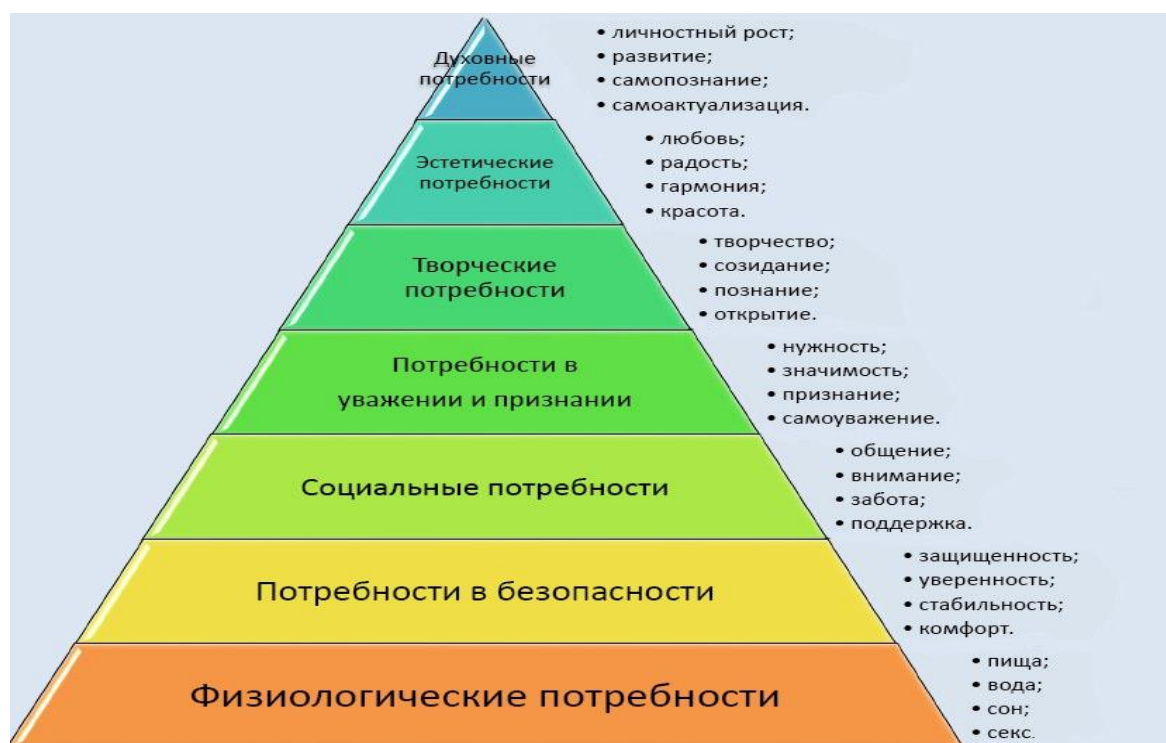 Духовные
потребности
• личностный рост;
• развитие;
• самопознание;
• самоактуализация.
Эстетические
потребности
• любовь;
• радость;
• гармония;
• красота.
Творческие
потребности
• творчество;
• созидание;
• познание;
• открытие.
Потребности в
уважении и признании
• нужность;
• значимость;
• признание;
• самоуважение.
Социальные потребности
• общение;
• внимание;
• забота;
• поддержка.
Потребности в безопасности
• защищенность;
• уверенность;
• стабильность;
• комфорт.
Физиологические потребности
• пища;
• вода;
• сон;
• секс.